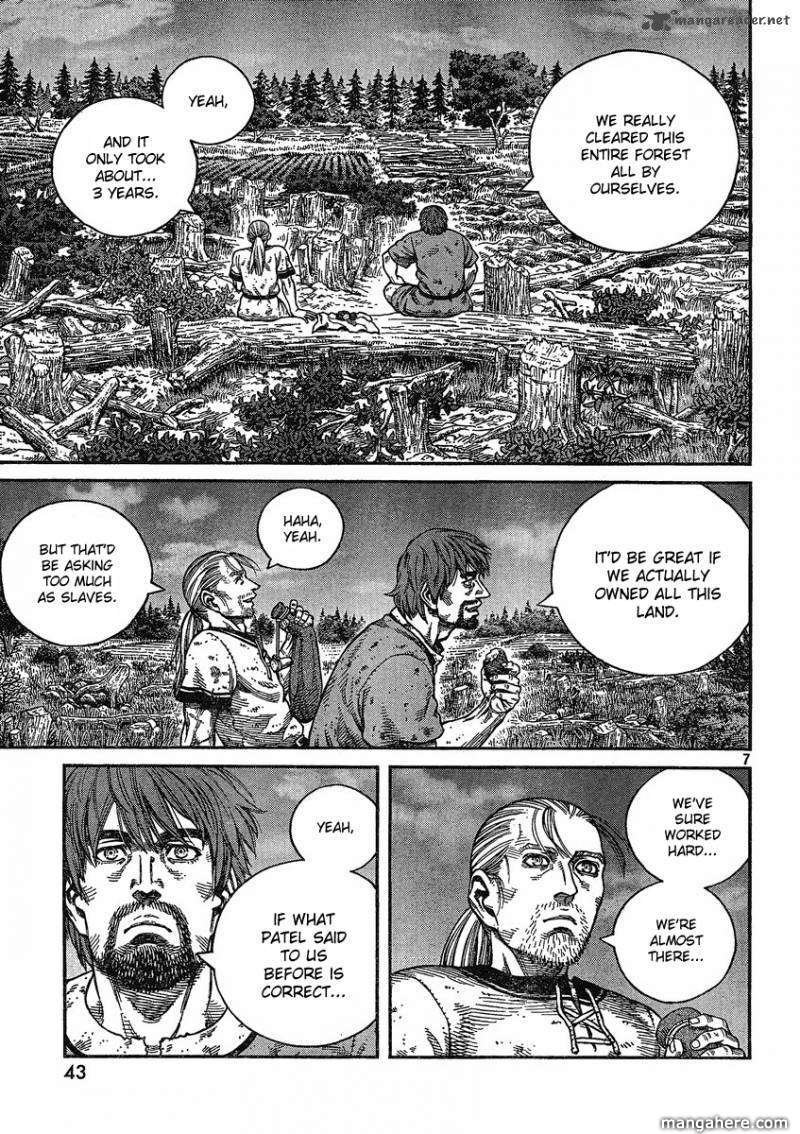 mangareader.net
WE REALLY
CLEARED THIS
ENTIRE FOREST
ALL BY
OURSELVES.
YEAH,
AND IT
ONLY TOOK
ABOUT...
3 YEARS.
IT'D BE GREAT IF
WE ACTUALLY
OWNED ALL THIS
LAND.
HAHA,
YEAH.
BUT THAT'D
BE ASKING
TOO MUCH
AS SLAVES.
7
WE'VE
SURE
WORKED
HARD...
WE'RE
ALMOST
THERE...
YEAH,
IF WHAT
PATEL SAID
TO US
BEFORE IS
CORRECT...
43
mangahere.com